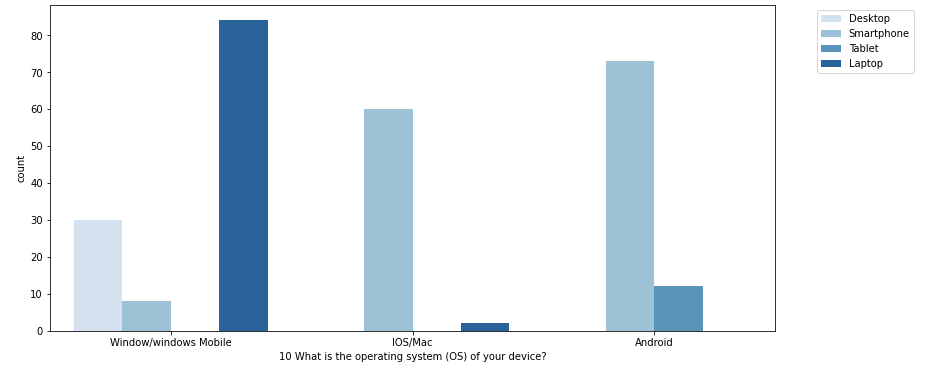 Desktop
Smartphone
Tablet
Laptop
80
70
60
50
40
30
20
10
0
count
Window/windows Mobile
IOS/Mac
Android
10 What is the operating system (OS) of your device?